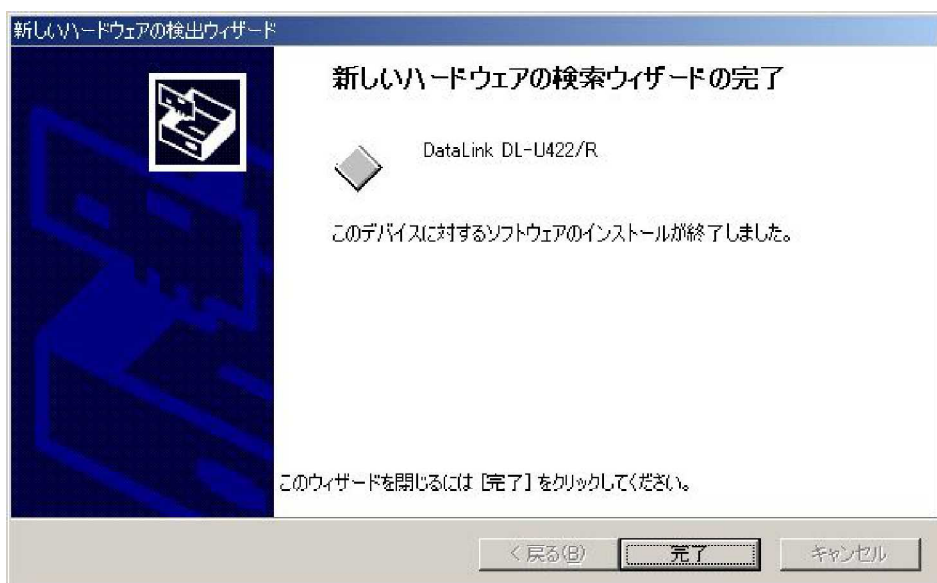 新しいハードウェアの検出ウィザード
新しいハードウェアの検索ウィザードの完了
DataLink DL-U422/R
このデバイスに対するソフトウェアのインストールが終了しました。
このウィザードを閉じるには [完了] をクリックしてください。
< 戻る(B)
完了
キャンセル